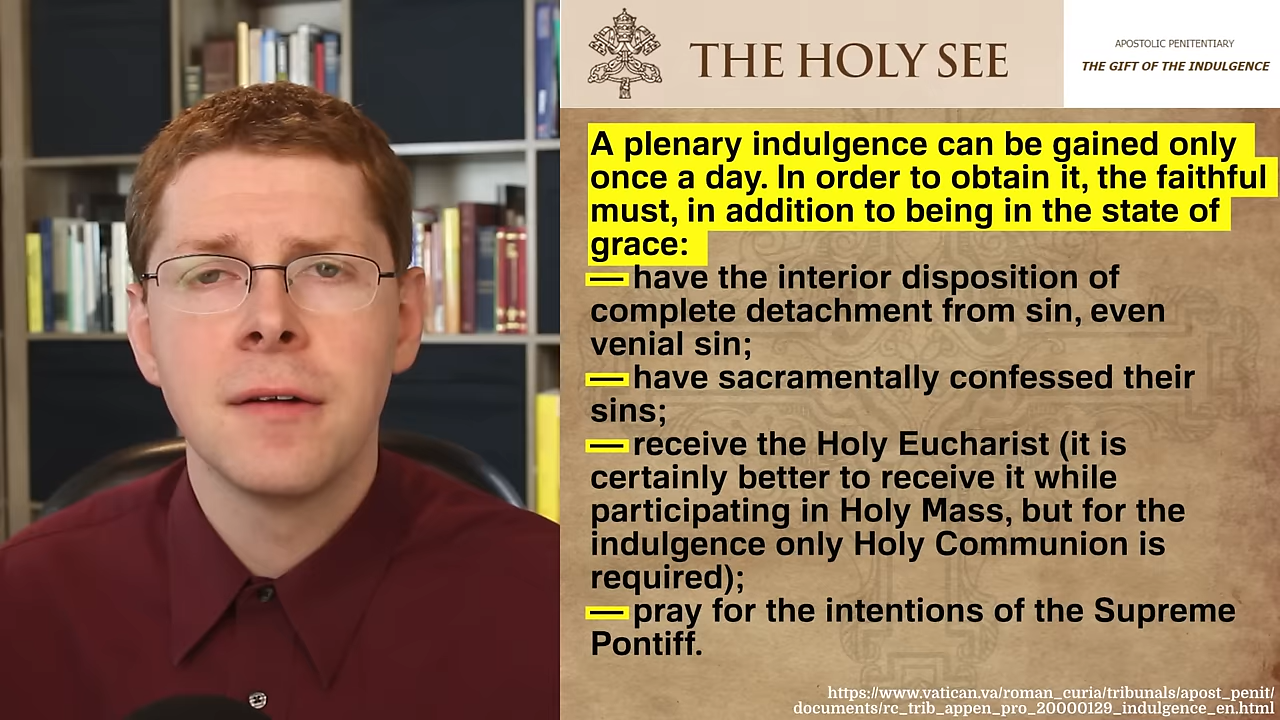 THE HOLY SEE
APOSTOLIC PENITENTIARY
THE GIFT OF THE INDULGENCE
A plenary indulgence can be gained only
once a day. In order to obtain it, the faithful
must, in addition to being in the state of
grace:
— have the interior disposition of
complete detachment from sin, even
venial sin;
— have sacramentally confessed their
sins;
— receive the Holy Eucharist (it is
certainly better to receive it while
participating in Holy Mass, but for the
indulgence only Holy Communion is
required);
— pray for the intentions of the Supreme
Pontiff.
https://www.vatican.va/roman_curia/tribunals/apost_penit/
documents/rc_trib_appen_pro_20000129_indulgence_en.html